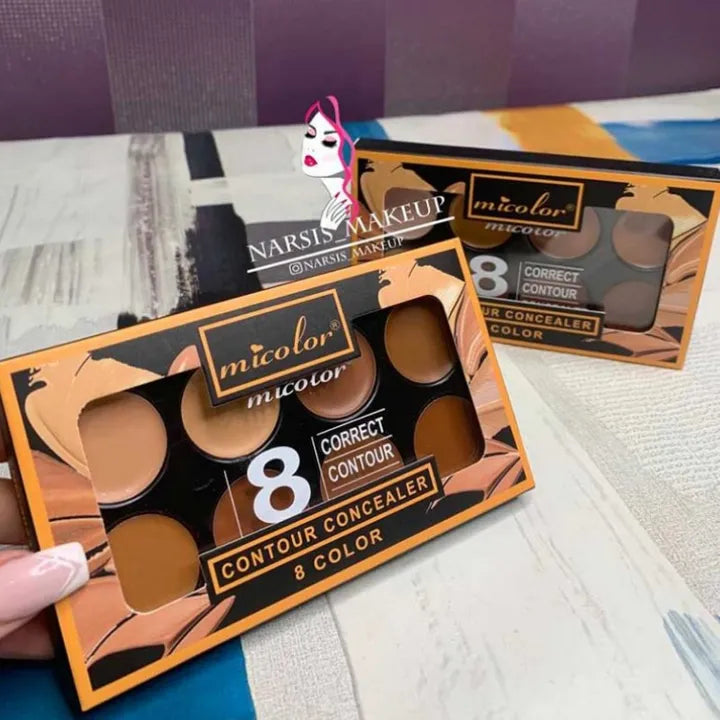 NARSIS_MAKEUP
@NARSIS_MAKEUP
micolor
micolor
8
CORRECT
CONTOUR
UR CONCEALER
COLOR
micolor®
micolor
8
CORRECT
CONTOUR
CONTOUR CONCEALER
8 COLOR